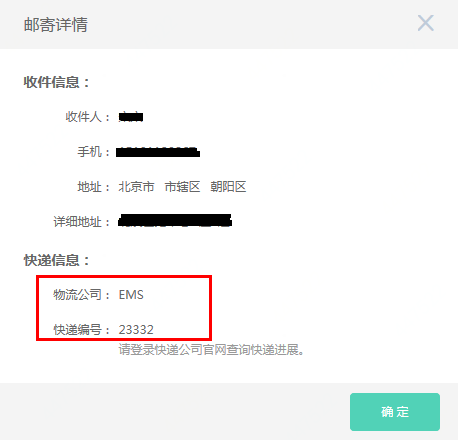 邮寄详情
收件信息：
收件人：
手机：
地址： 北京市 市辖区 朝阳区
详细地址：
快递信息：
物流公司： EMS
快递编号： 23332
请登录快递公司官网查询快递进展。
确定